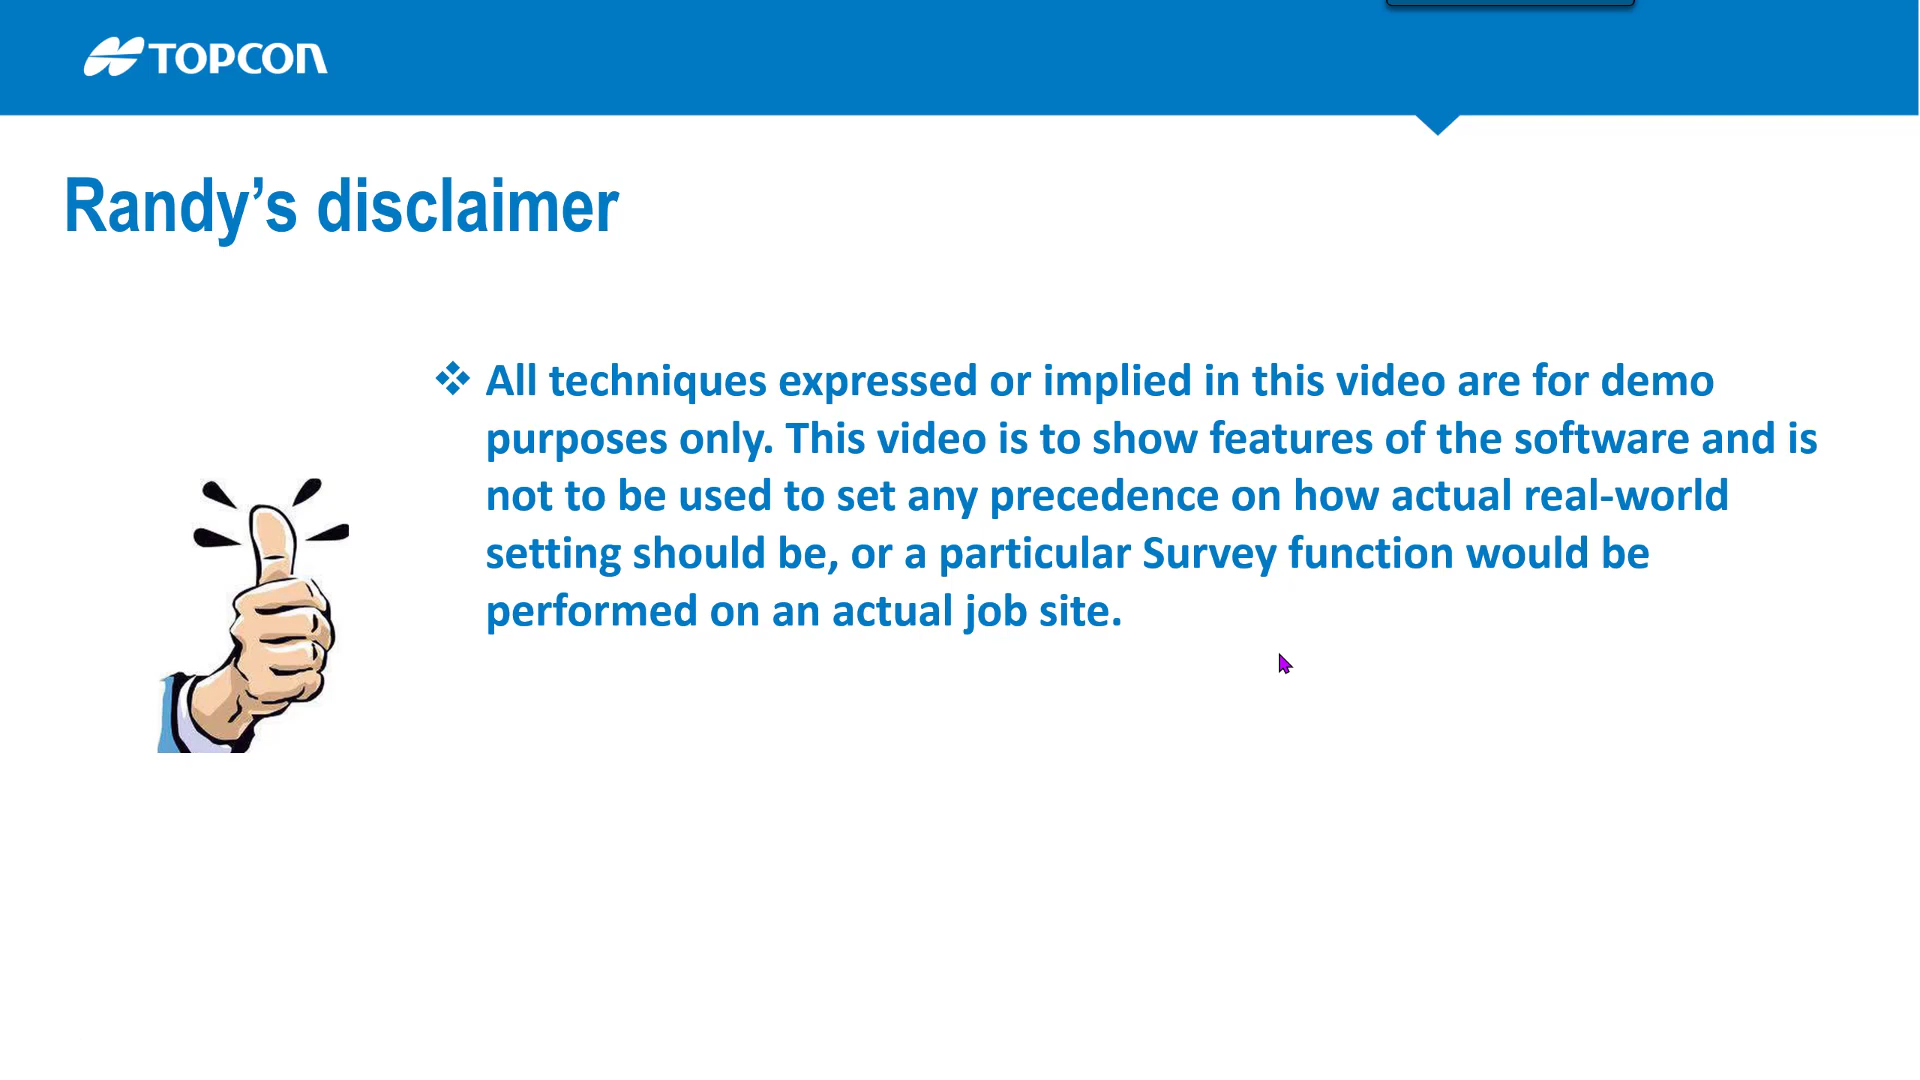 TOPCON
Randy’s disclaimer
❖ All techniques expressed or implied in this video are for demo
purposes only. This video is to show features of the software and is
not to be used to set any precedence on how actual real-world
setting should be, or a particular Survey function would be
performed on an actual job site.